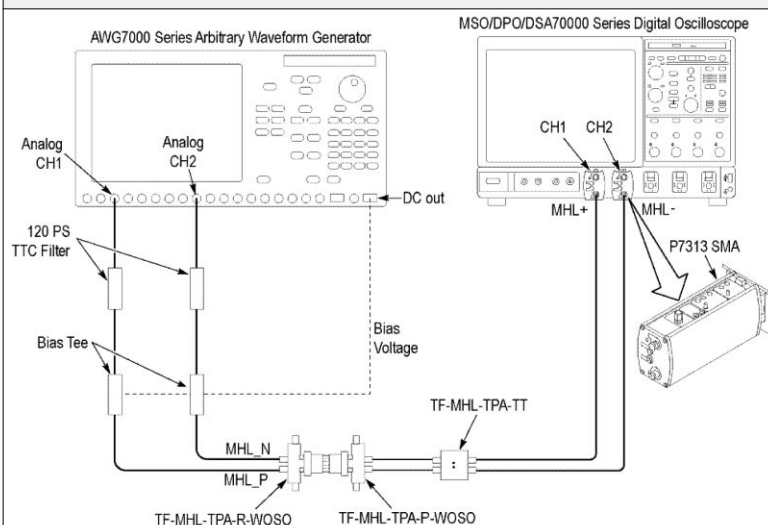 AWG7000 Series Arbitrary Waveform Generator
MSO/DPO/DSA70000 Series Digital Oscilloscope
Analog
CH1
Analog
CH2
CH1
CH2
DC out
MHL+
MHL-
120 PS
TTC Filter
P7313 SMA
Bias Tee
Bias
Voltage
TF-MHL-TPA-TT
MHL_N
MHL_P
TF-MHL-TPA-R-WOSO
TF-MHL-TPA-P-WOSO